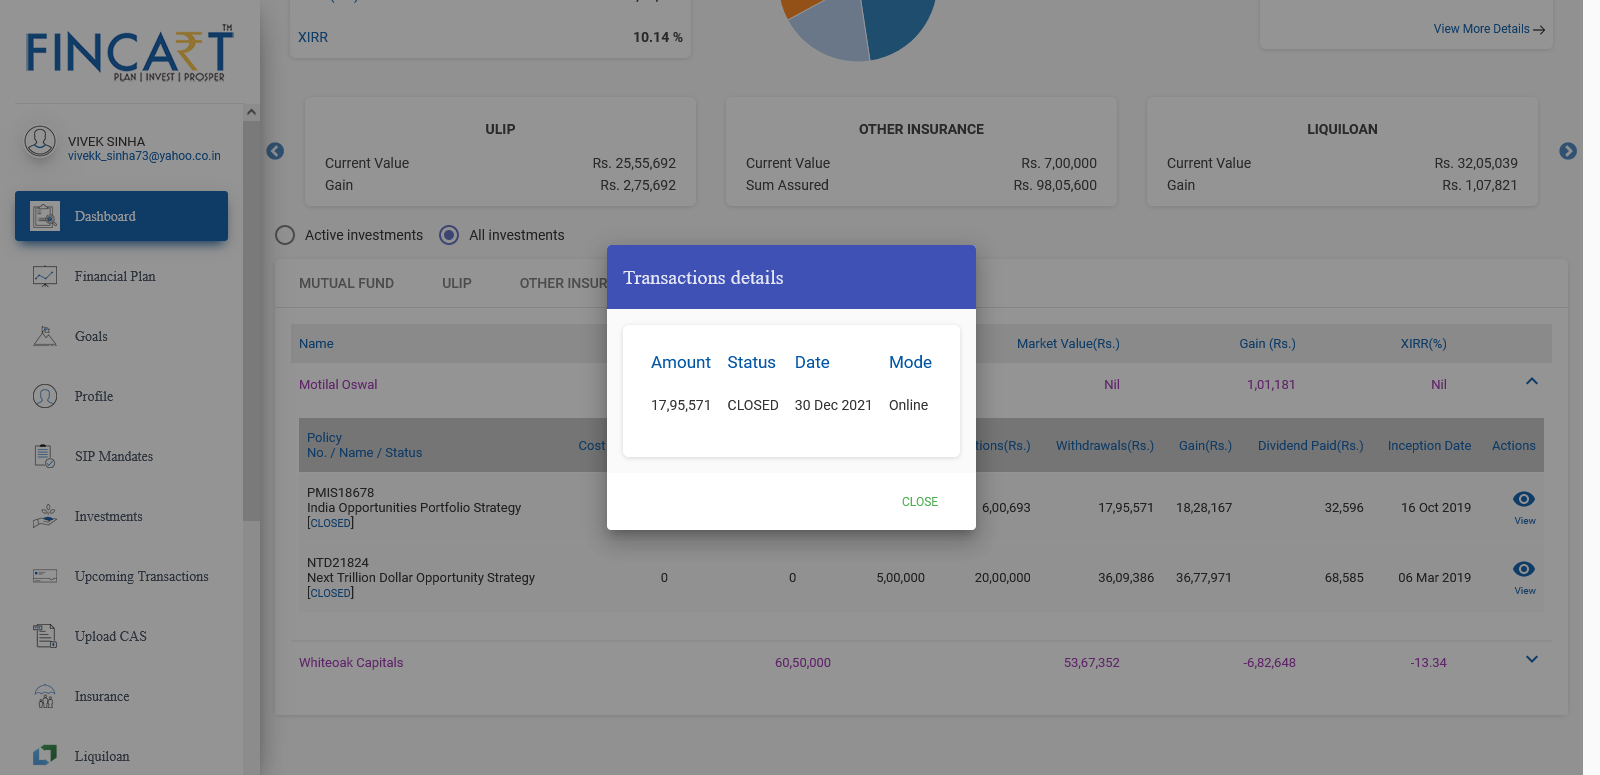 XIRR 10.14 %
View More Details
FINCART TM
PLAN | INVEST | PROSPER
VIVEK SINHA
vivekk_sinha73@yahoo.co.in
Dashboard
Financial Plan
Goals
Profile
SIP Mandates
Investments
Upcoming Transactions
Upload CAS
Insurance
Liquiloan
ULIP
Current Value Rs. 25,55,692
Gain Rs. 2,75,692
OTHER INSURANCE
Current Value Rs. 7,00,000
Sum Assured Rs. 98,05,600
LIQUILOAN
Current Value Rs. 32,05,039
Gain Rs. 1,07,821
Active investments All investments
MUTUAL FUND ULIP OTHER INSUR
Name Market Value(Rs.) Gain (Rs.) XIRR(%)
Motilal Oswal Nil 1,01,181 Nil
Policy
No. / Name / Status Cost tions(Rs.) Withdrawals(Rs.) Gain(Rs.) Dividend Paid(Rs.) Inception Date Actions
PMIS18678
India Opportunities Portfolio Strategy 6,00,693 17,95,571 18,28,167 32,596 16 Oct 2019
[CLOSED] View
NTD21824
Next Trillion Dollar Opportunity Strategy 0 0 5,00,000 20,00,000 36,09,386 36,77,971 68,585 06 Mar 2019
[CLOSED] View
Whiteoak Capitals 60,50,000 53,67,352 -6,82,648 -13.34
Transactions details
Amount Status Date Mode
17,95,571 CLOSED 30 Dec 2021 Online
CLOSE